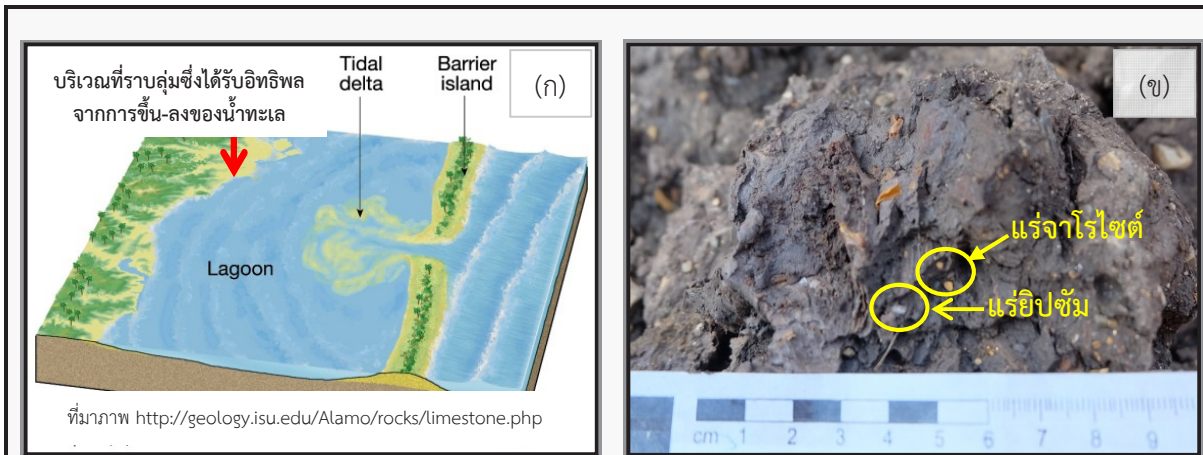 บริเวณที่ราบลุ่มซึ่งได้รับอิทธิพล
จากการขึ้น-ลงของน้ำทะเล
Tidal
delta
Barrier
island
(ก)
Lagoon
ที่มาภาพ http://geology.isu.edu/Alamo/rocks/limestone.php
(ข)
แร่จาโรไซต์
แร่ยิปซัม
cm 1 2 3 4 5 6 7 8 9